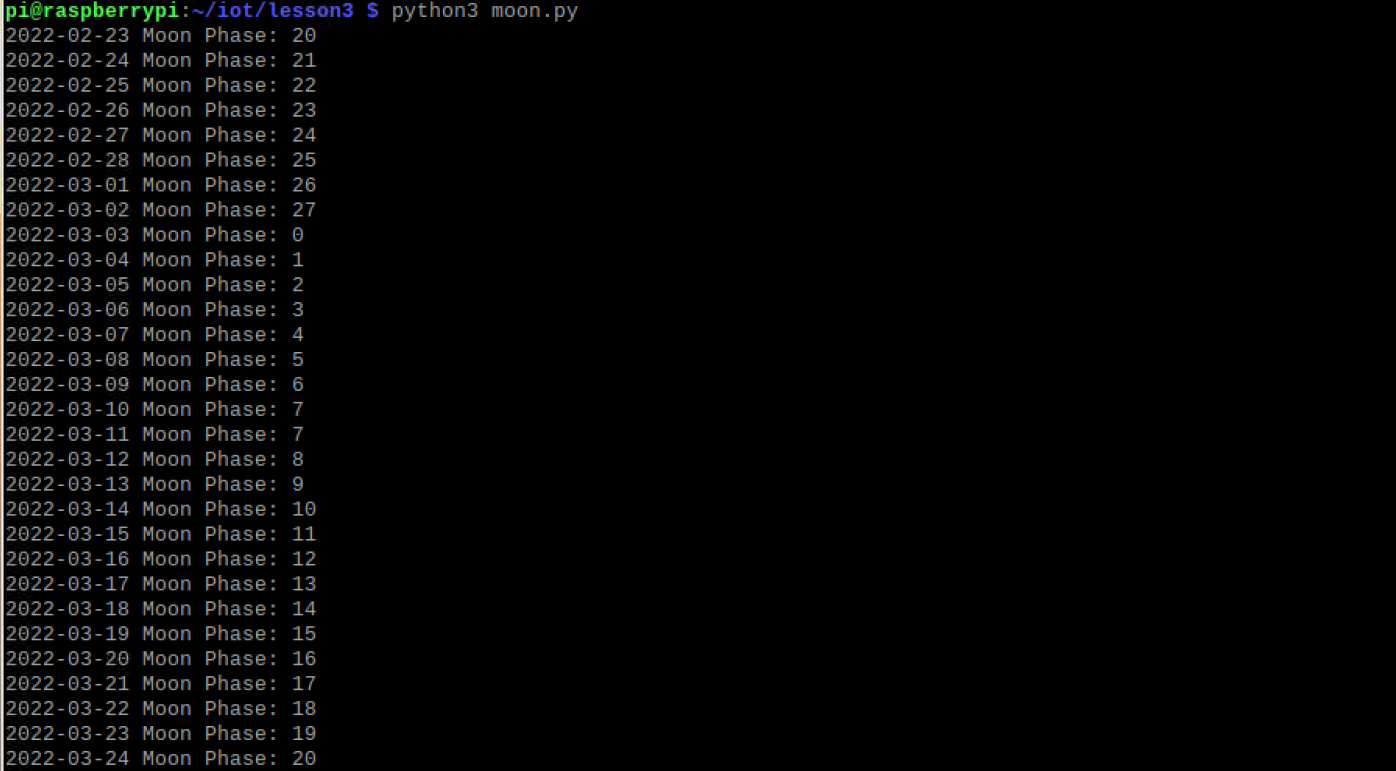 pi@raspberrypi:~/iot/lesson3 $ python3 moon.py
2022-02-23 Moon Phase: 20
2022-02-24 Moon Phase: 21
2022-02-25 Moon Phase: 22
2022-02-26 Moon Phase: 23
2022-02-27 Moon Phase: 24
2022-02-28 Moon Phase: 25
2022-03-01 Moon Phase: 26
2022-03-02 Moon Phase: 27
2022-03-03 Moon Phase: 0
2022-03-04 Moon Phase: 1
2022-03-05 Moon Phase: 2
2022-03-06 Moon Phase: 3
2022-03-07 Moon Phase: 4
2022-03-08 Moon Phase: 5
2022-03-09 Moon Phase: 6
2022-03-10 Moon Phase: 7
2022-03-11 Moon Phase: 7
2022-03-12 Moon Phase: 8
2022-03-13 Moon Phase: 9
2022-03-14 Moon Phase: 10
2022-03-15 Moon Phase: 11
2022-03-16 Moon Phase: 12
2022-03-17 Moon Phase: 13
2022-03-18 Moon Phase: 14
2022-03-19 Moon Phase: 15
2022-03-20 Moon Phase: 16
2022-03-21 Moon Phase: 17
2022-03-22 Moon Phase: 18
2022-03-23 Moon Phase: 19
2022-03-24 Moon Phase: 20